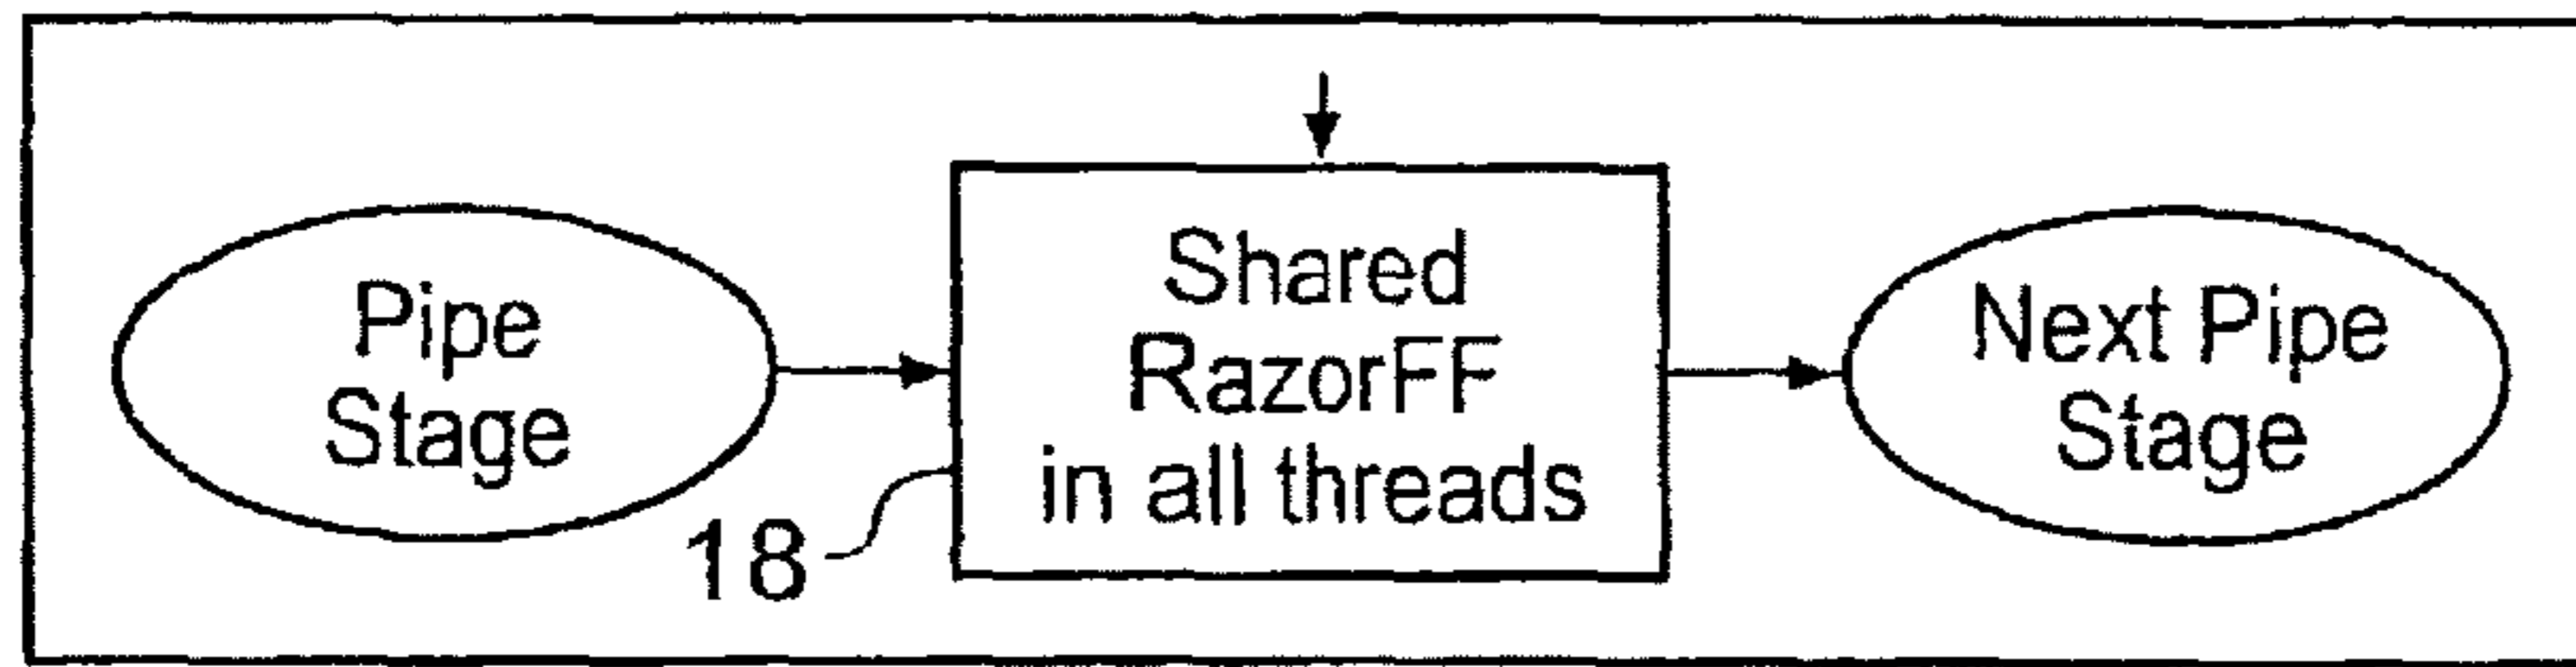 Pipe
Stage
Shared
RazorFF
in all threads
Next Pipe
Stage
18